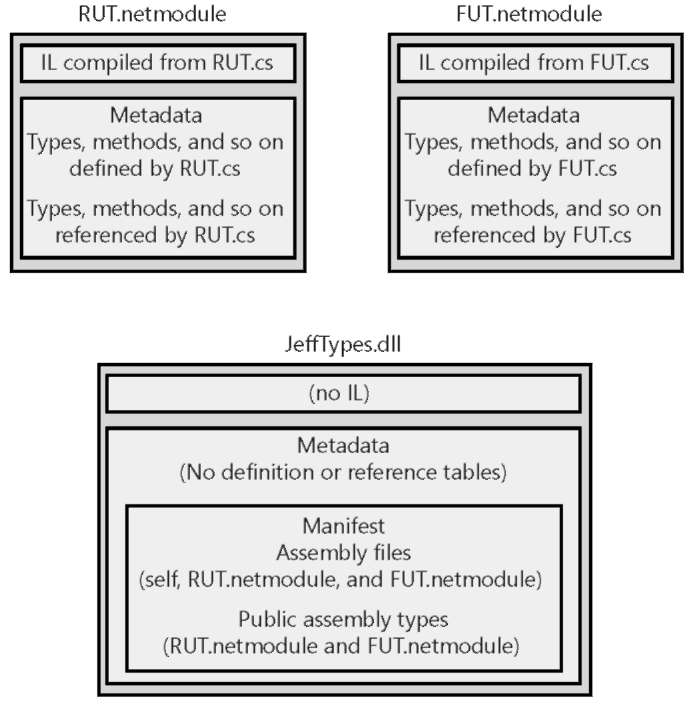 RUT.netmodule
IL compiled from RUT.cs
Metadata
Types, methods, and so on
defined by RUT.cs
Types, methods, and so on
referenced by RUT.cs
FUT.netmodule
IL compiled from FUT.cs
Metadata
Types, methods, and so on
defined by FUT.cs
Types, methods, and so on
referenced by FUT.cs
JeffTypes.dll
(no IL)
Metadata
(No definition or reference tables)
Manifest
Assembly files
(self, RUT.netmodule, and FUT.netmodule)
Public assembly types
(RUT.netmodule and FUT.netmodule)